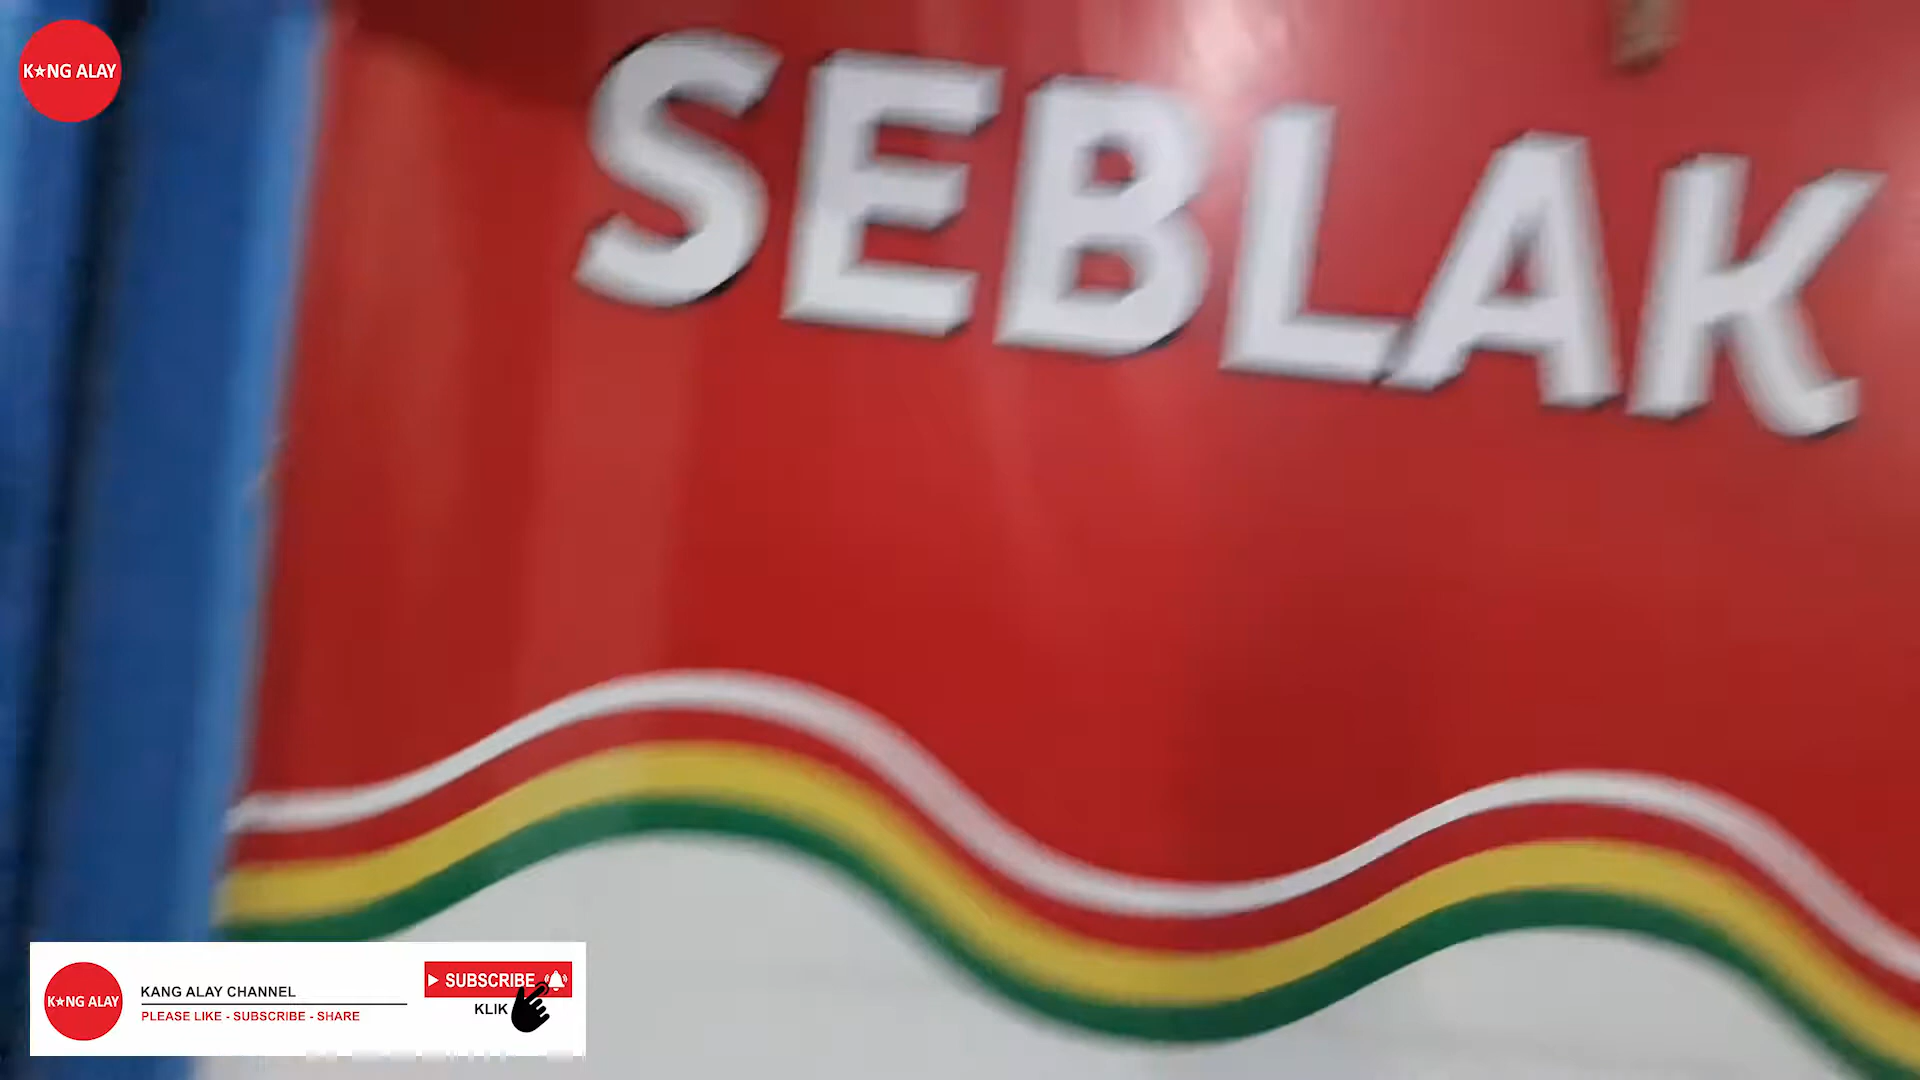 K★NG ALAY
SEBLAK
K★NG ALAY
KANG ALAY CHANNEL
PLEASE LIKE - SUBSCRIBE - SHARE
SUBSCRIBE
KLIK